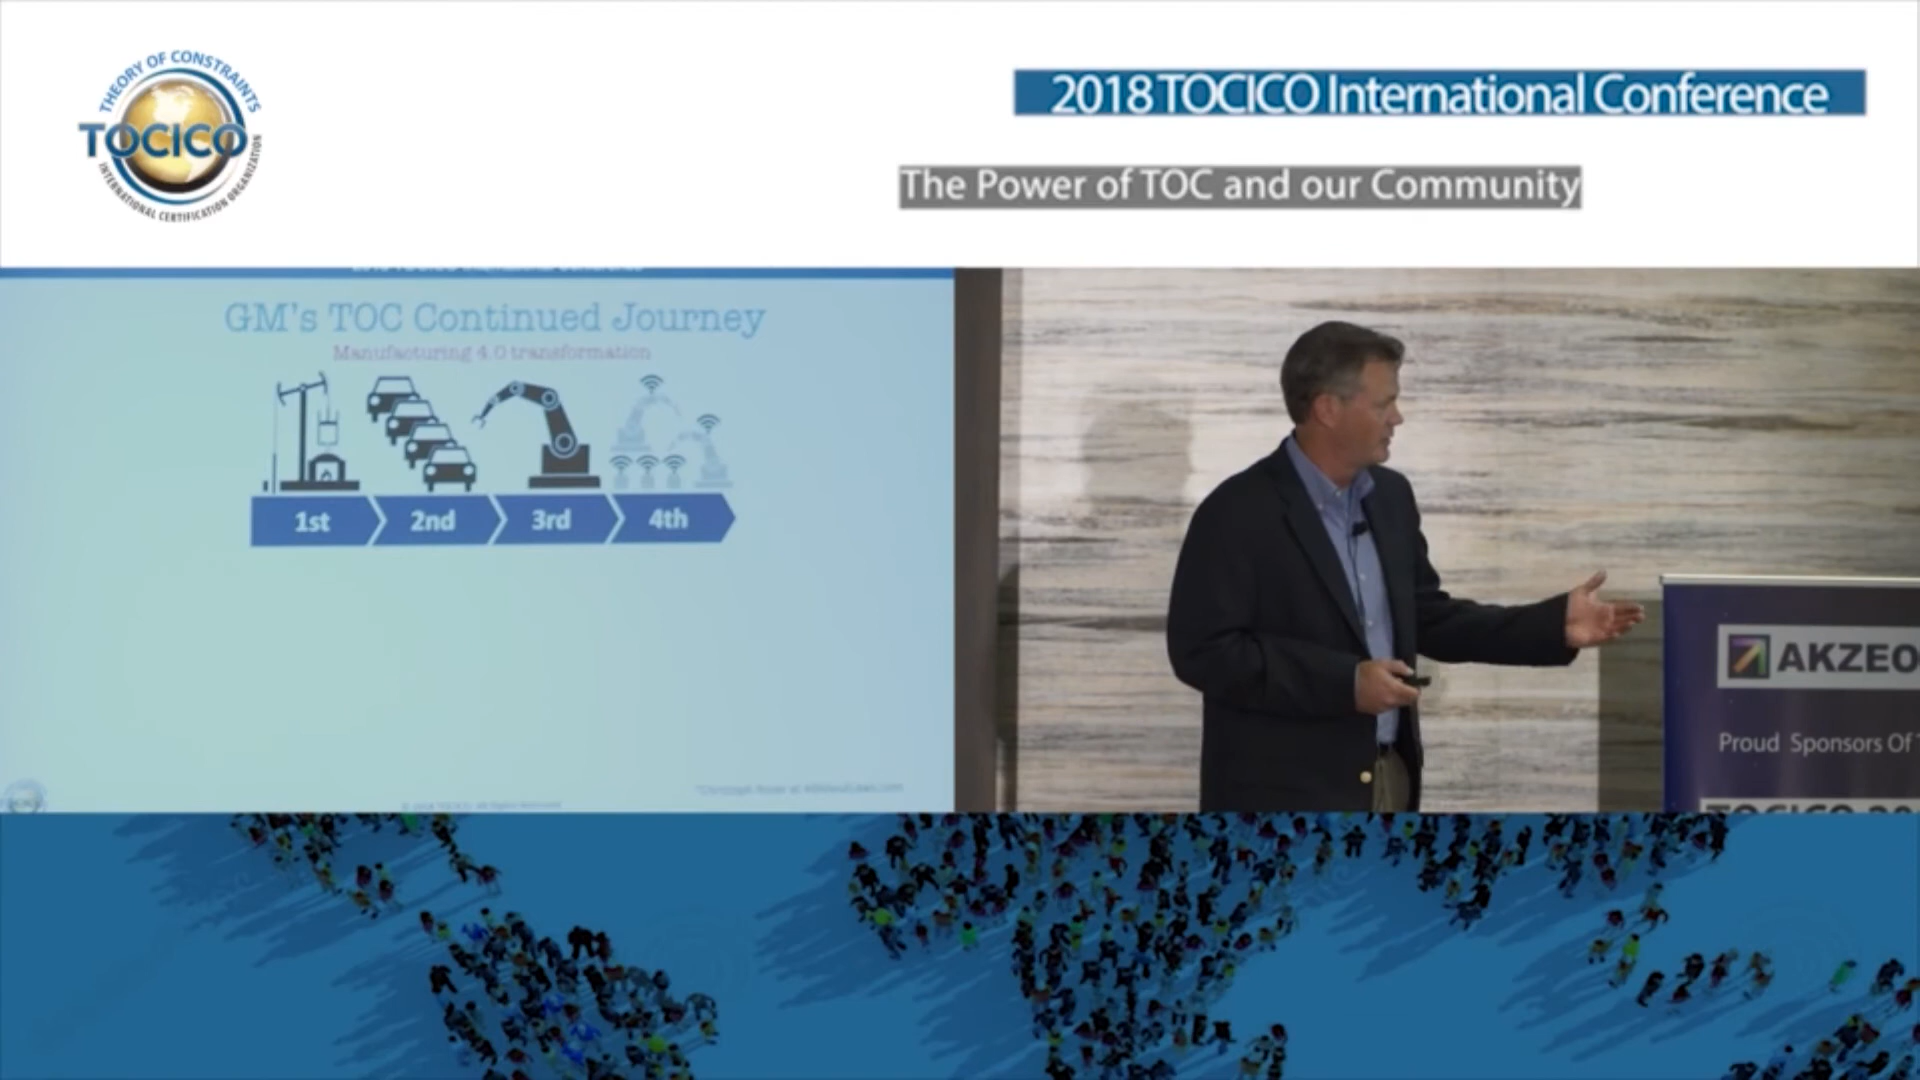 THEORY OF CONSTRAINTS
TOCICO
INTERNATIONAL CERTIFICATION ORGANIZATION
2018 TOCICO International Conference
The Power of TOC and our Community
GM's TOC Continued Journey
Manufacturing 4.0 transformation
1st 2nd 3rd 4th
AKZEO
Proud Sponsors Of